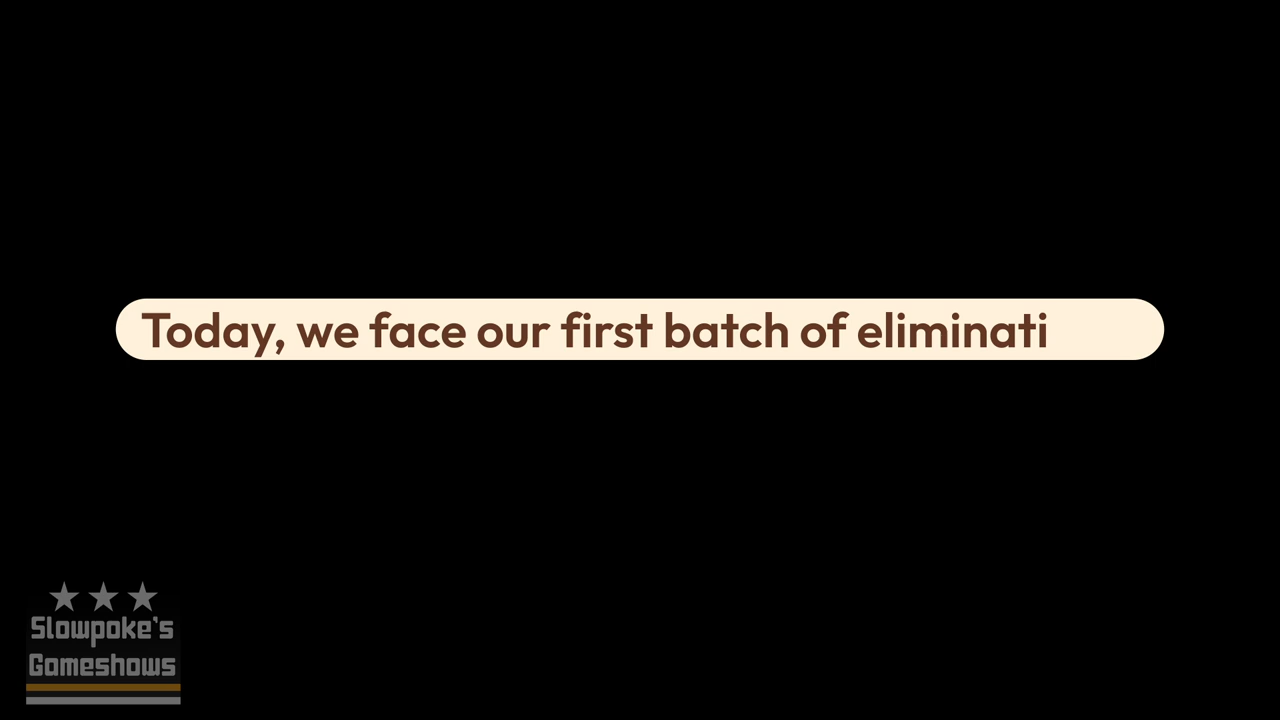 Today, we face our first batch of eliminati
Slowpoke's
Gameshows